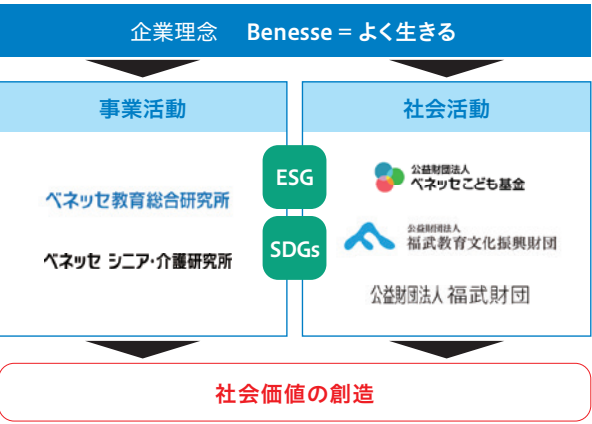 企業理念 Benesse = よく生きる
事業活動
社会活動
ESG
SDGs
ベネッセ教育総合研究所
ベネッセ シニア・介護研究所
公益財団法人
ベネッセこども基金
公益財団法人
福武教育文化振興財団
公益財団法人 福武財団
社会価値の創造